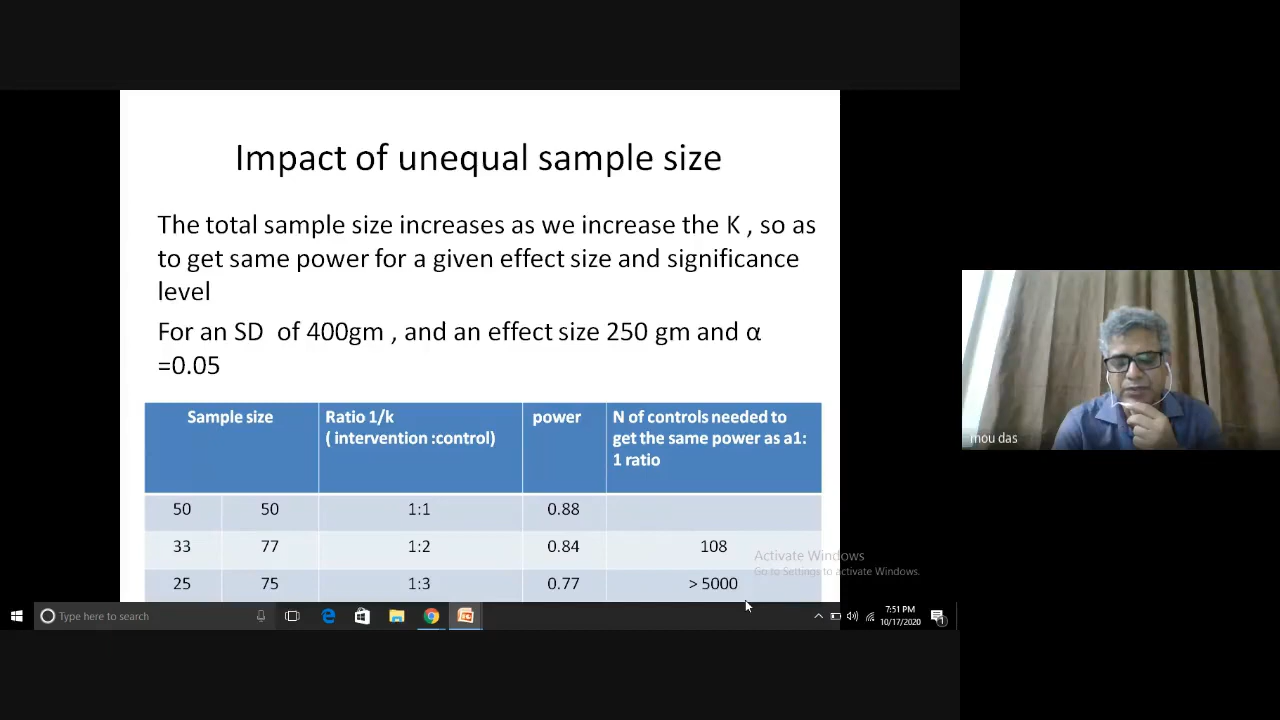 Impact of unequal sample size
The total sample size increases as we increase the K , so as
to get same power for a given effect size and significance
level
For an SD of 400gm , and an effect size 250 gm and α
=0.05
Sample size Ratio 1/k power N of controls needed to
( intervention :control) get the same power as a1:
1 ratio
50 50 1:1 0.88
33 77 1:2 0.84 108
25 75 1:3 0.77 > 5000
Activate Windows
Go to Settings to activate Windows.
mou das
Type here to search
7:51 PM
10/17/2020
1